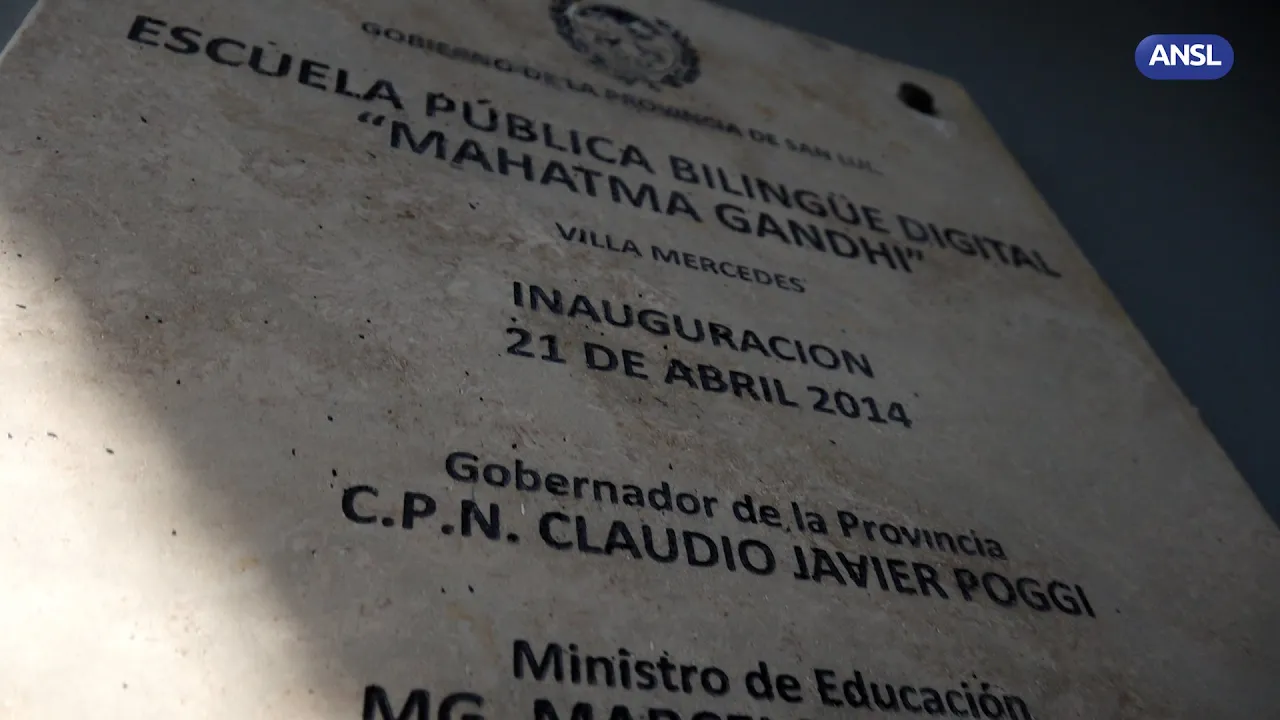 ANSL
GOBIERNO DE LA PROVINCIA DE SAN LUIS
ESCUELA PÚBLICA BILINGÜE DIGITAL
“MAHATMA GANDHI”
VILLA MERCEDES
INAUGURACION
21 DE ABRIL 2014
Gobernador de la Provincia
C.P.N. CLAUDIO JAVIER POGGI
Ministro de Educación
MG.